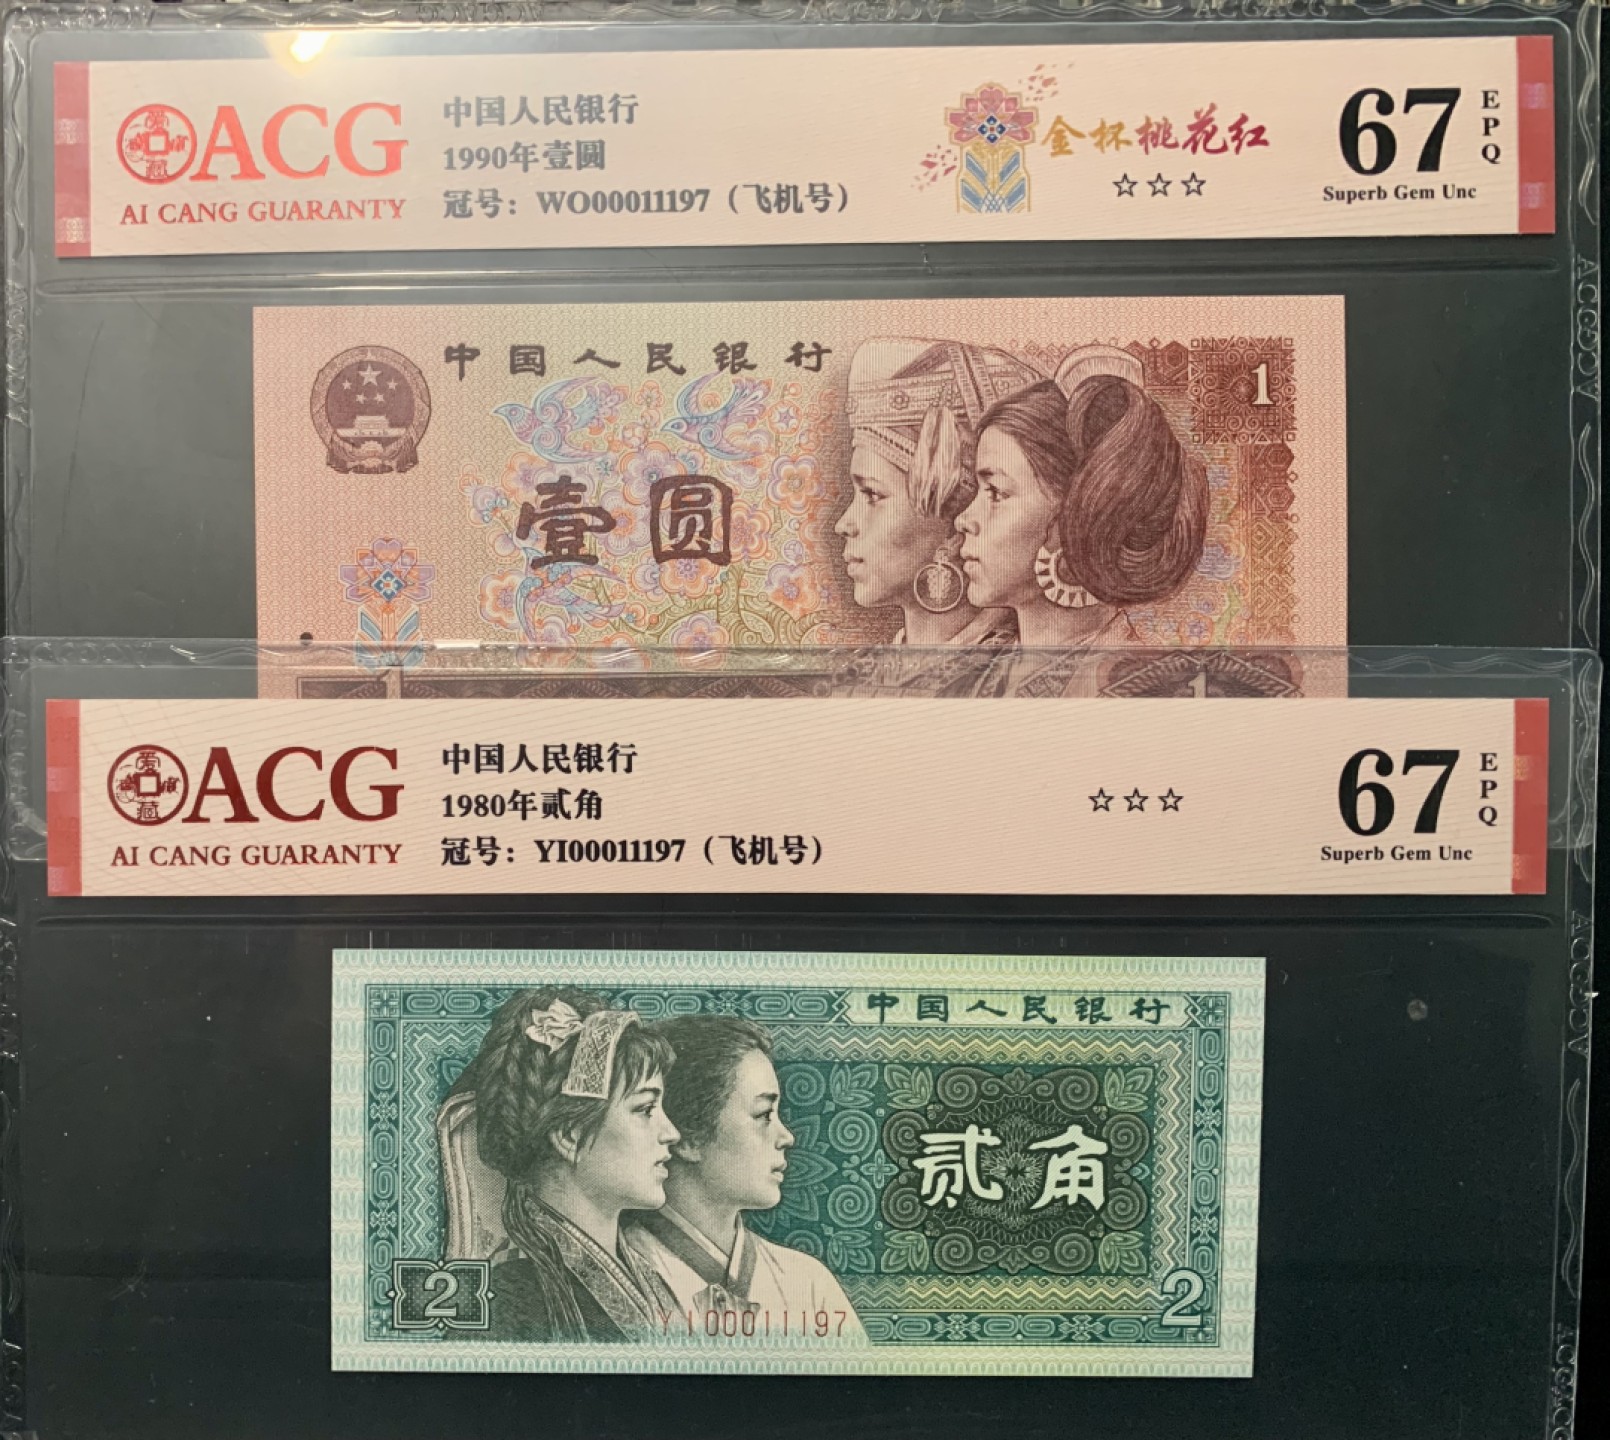 ACG
AI CANG GUARANTY
中国人民银行
1990年壹圆
冠号：WO00011197（飞机号）
金杯桃花红
☆☆☆
67
EPQ
Superb Gem Unc
中国人民银行
1
壹圆
1
1
爱藏
ACG
AI CANG GUARANTY
中国人民银行
1980年贰角
冠号：YI00011197（飞机号）
☆☆☆
67
EPQ
Superb Gem Unc
中国人民银行
贰角
2
YI00011197
2